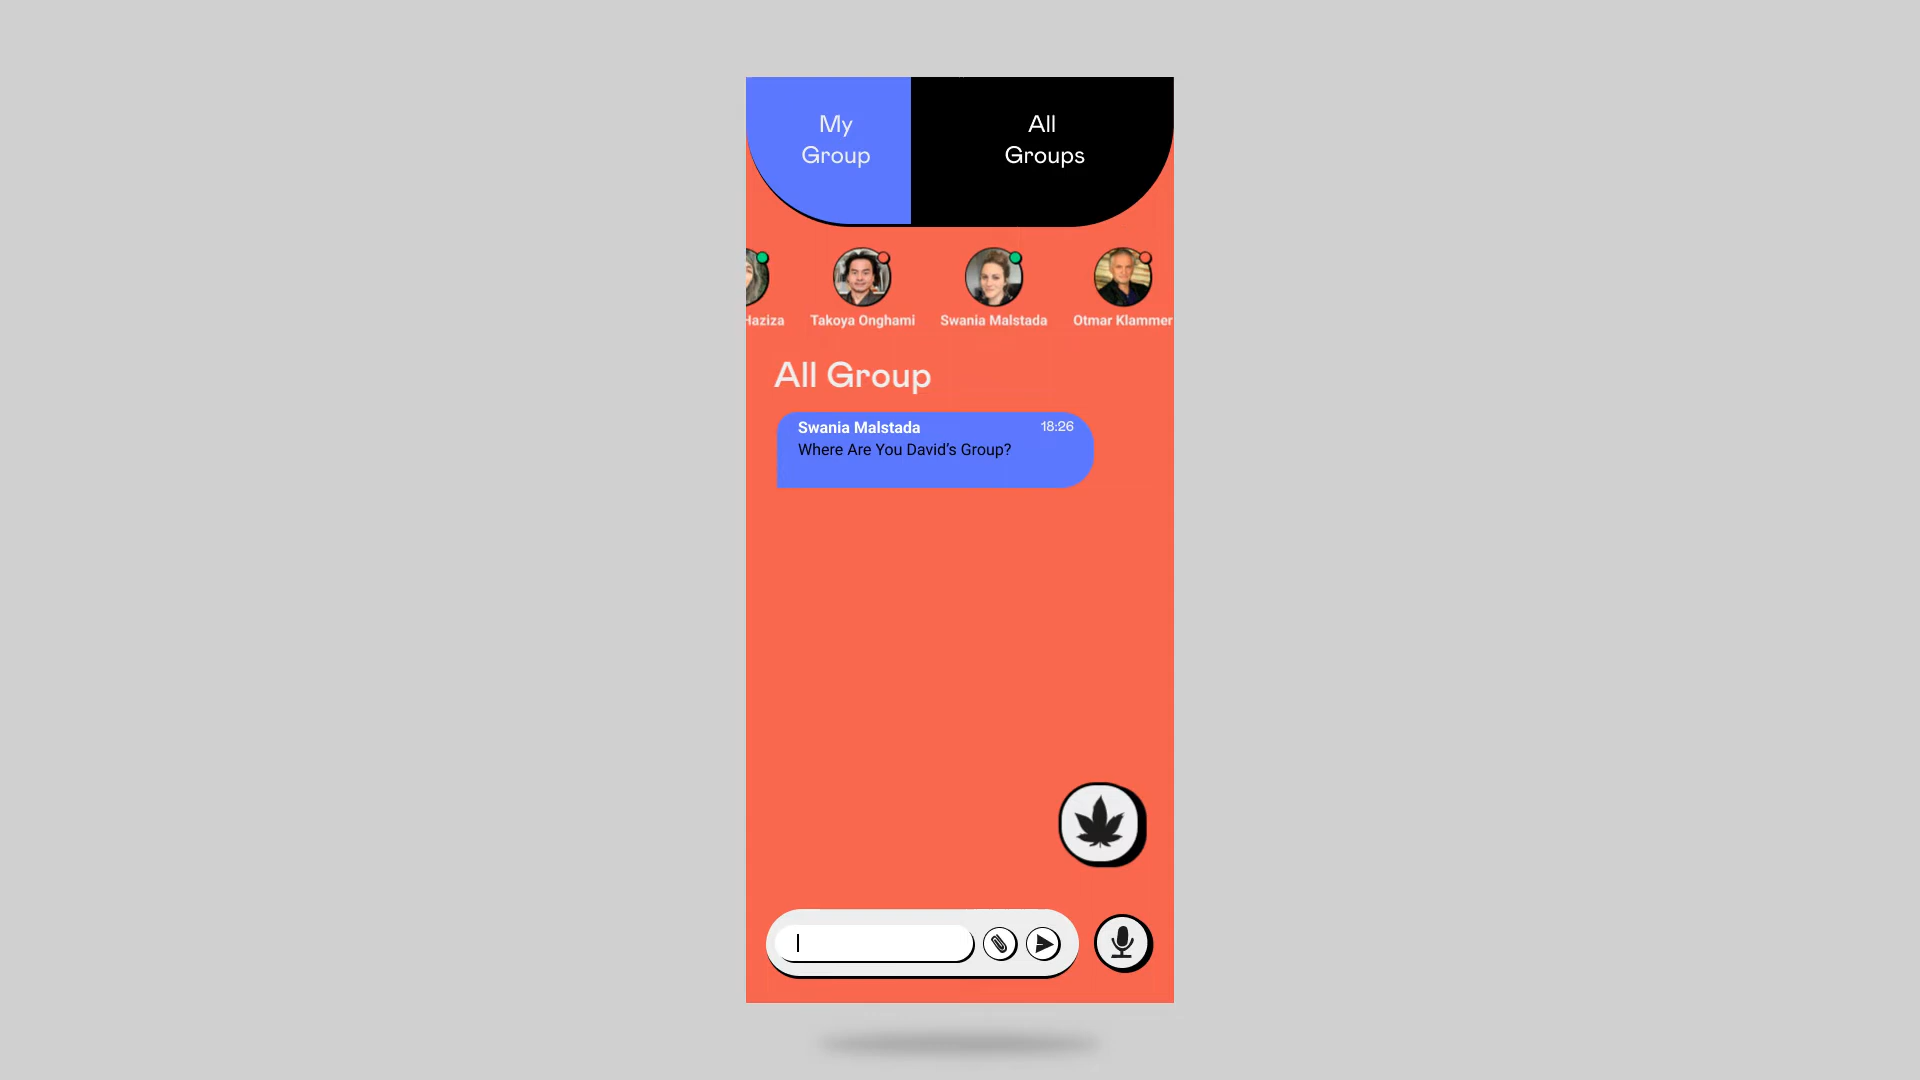 My
Group
All
Groups
Haziza
Takoya Onghami
Swania Malstada
Otmar Klammer
All Group
Swania Malstada
18:26
Where Are You David's Group?